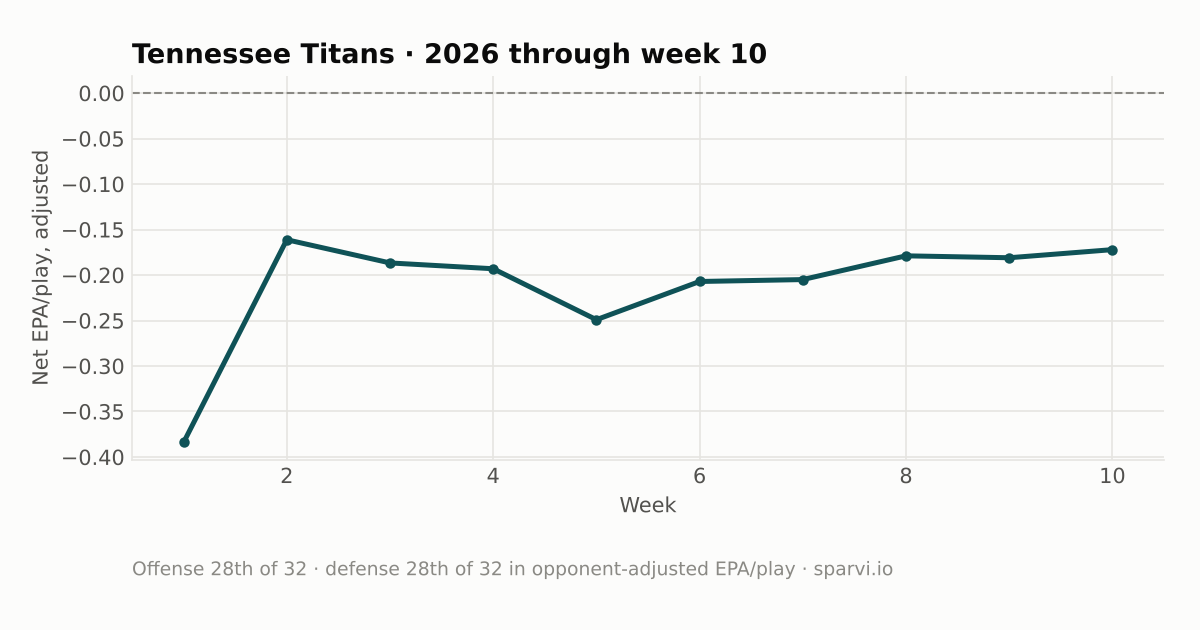 Tennessee Titans · 2026 through week 10
Net EPA/play, adjusted
0.00
−0.05
−0.10
−0.15
−0.20
−0.25
−0.30
−0.35
−0.40
2 4 6 8 10
Week
Offense 28th of 32 · defense 28th of 32 in opponent-adjusted EPA/play · sparvi.io